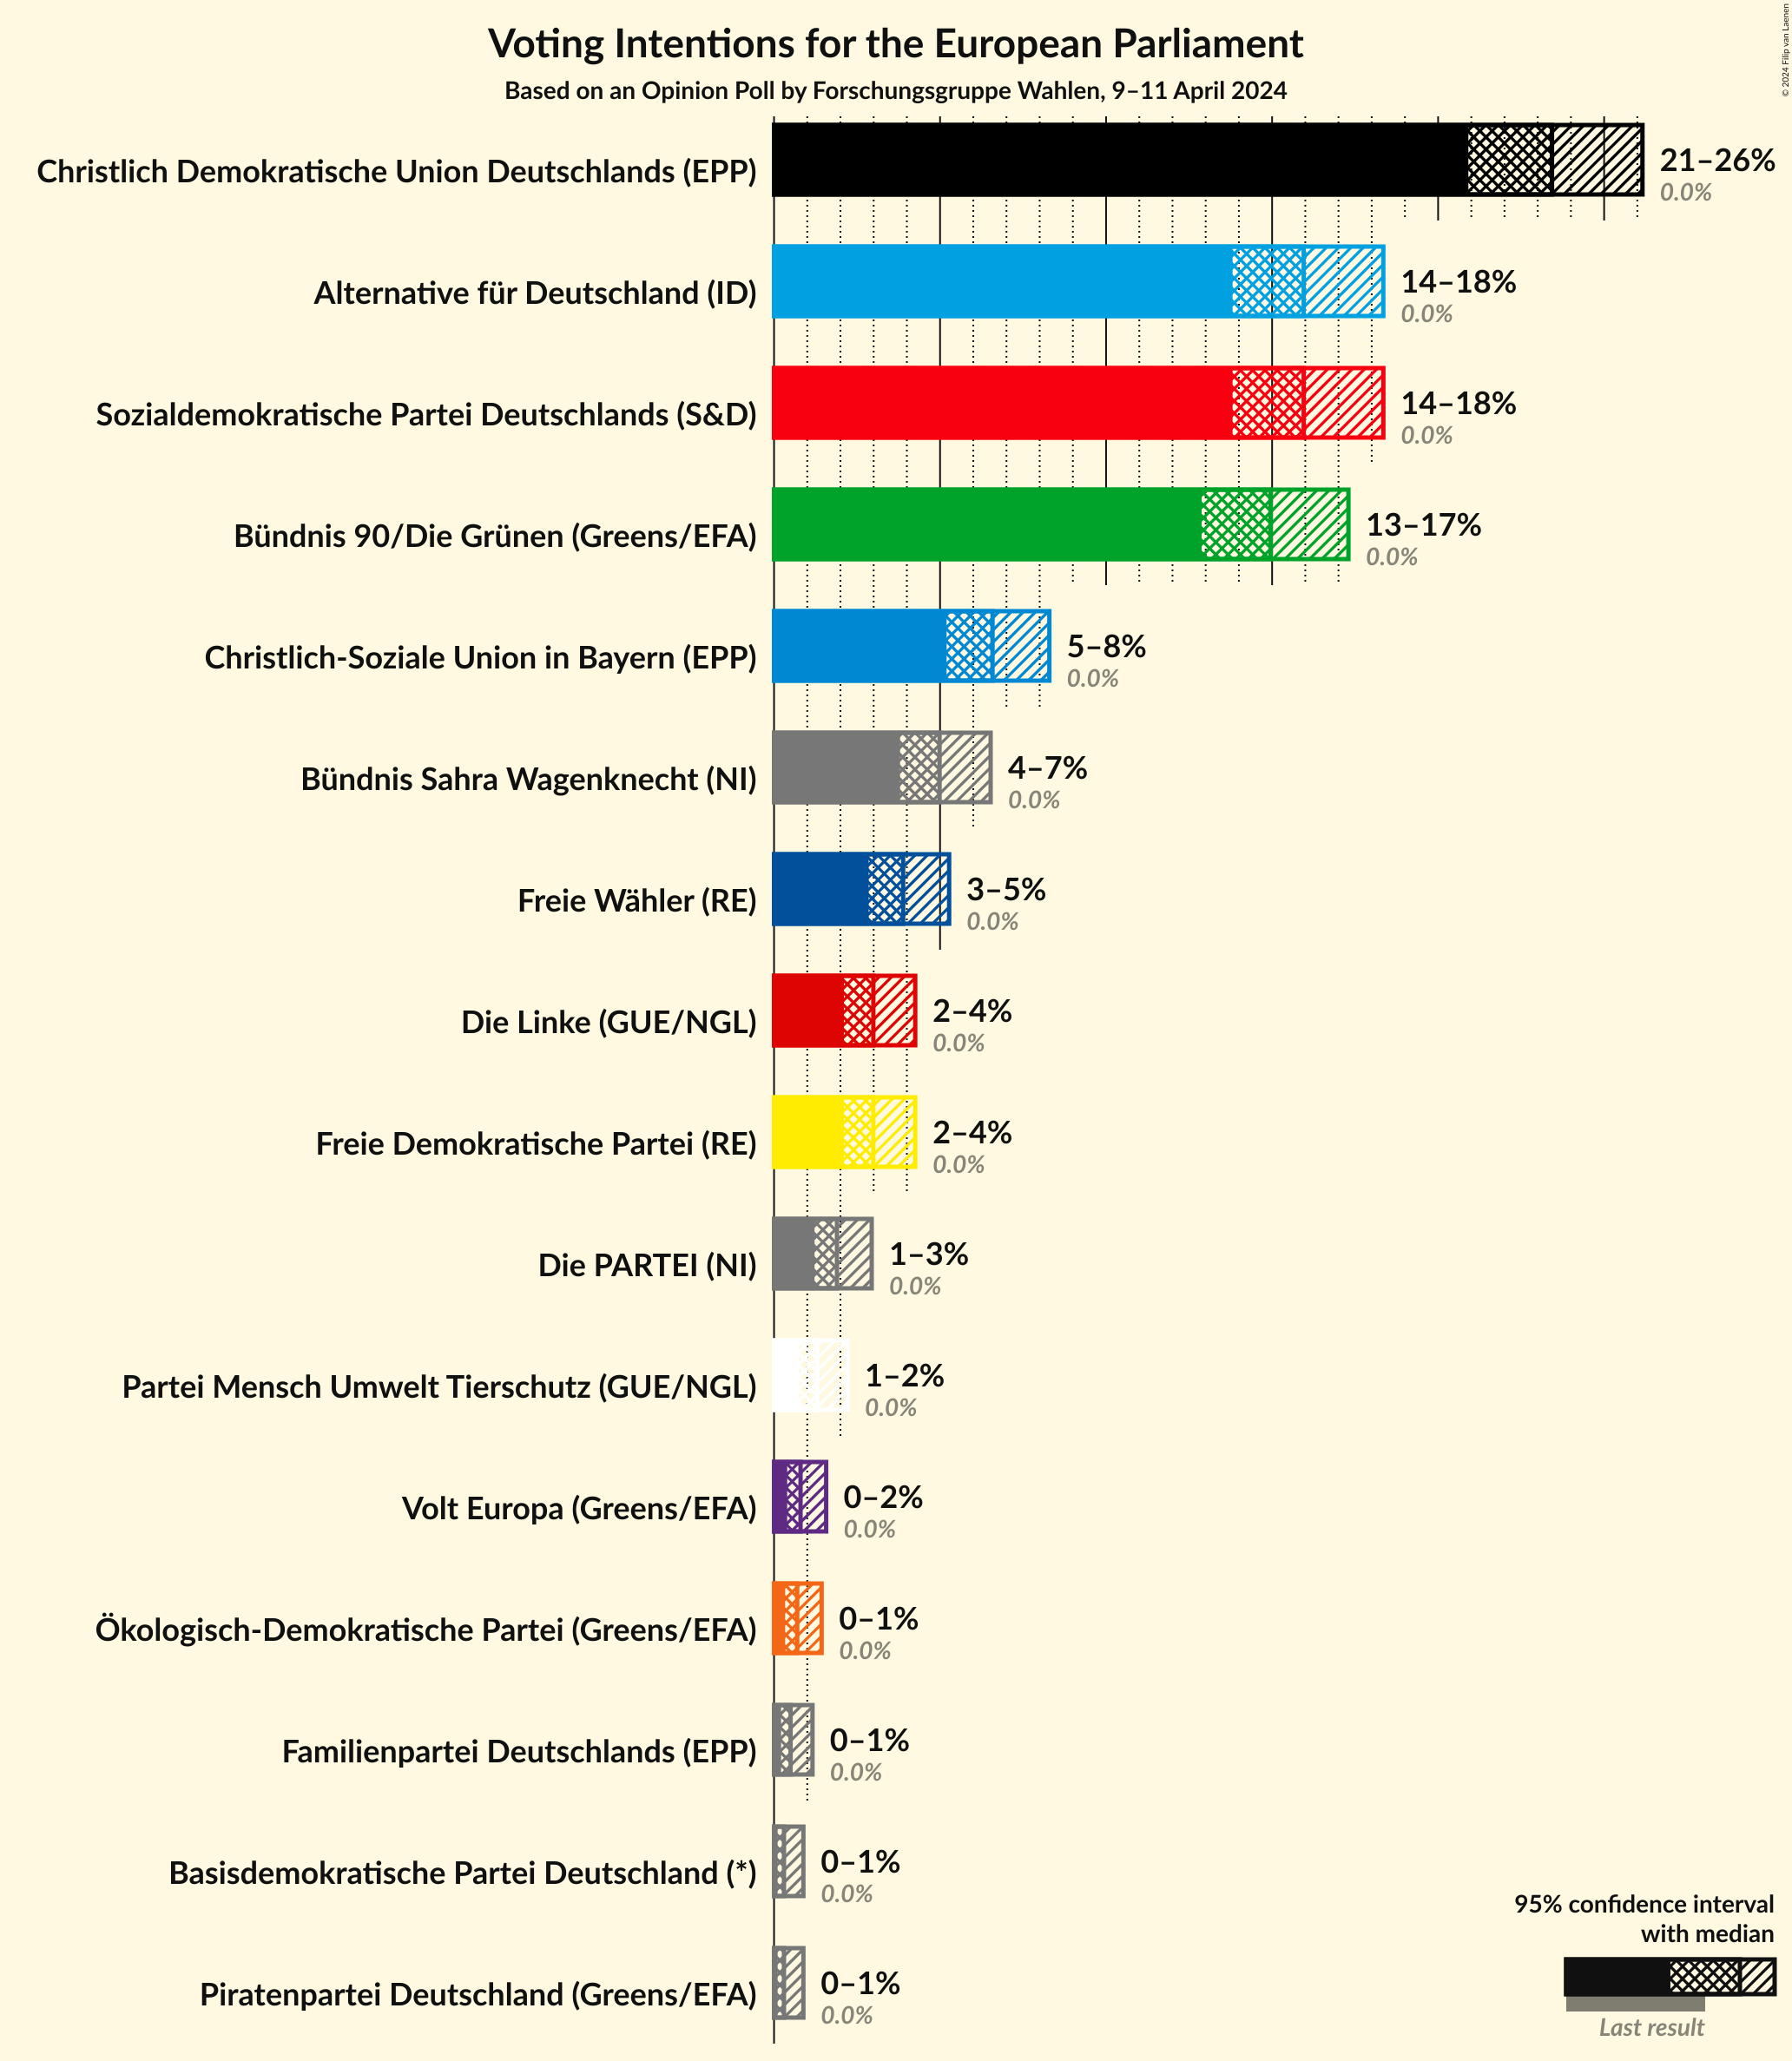 Voting Intentions for the European Parliament
Based on an Opinion Poll by Forschungsgruppe Wahlen, 9–11 April 2024
© 2024 Filip van Laenen
Christlich Demokratische Union Deutschlands (EPP)
21–26%
0.0%
Alternative für Deutschland (ID)
14–18%
0.0%
Sozialdemokratische Partei Deutschlands (S&D)
14–18%
0.0%
Bündnis 90/Die Grünen (Greens/EFA)
13–17%
0.0%
Christlich-Soziale Union in Bayern (EPP)
5–8%
0.0%
Bündnis Sahra Wagenknecht (NI)
4–7%
0.0%
Freie Wähler (RE)
3–5%
0.0%
Die Linke (GUE/NGL)
2–4%
0.0%
Freie Demokratische Partei (RE)
2–4%
0.0%
Die PARTEI (NI)
1–3%
0.0%
Partei Mensch Umwelt Tierschutz (GUE/NGL)
1–2%
0.0%
Volt Europa (Greens/EFA)
0–2%
0.0%
Ökologisch-Demokratische Partei (Greens/EFA)
0–1%
0.0%
Familienpartei Deutschlands (EPP)
0–1%
0.0%
Basisdemokratische Partei Deutschland (*)
0–1%
0.0%
Piratenpartei Deutschland (Greens/EFA)
0–1%
0.0%
95% confidence interval
with median
Last result